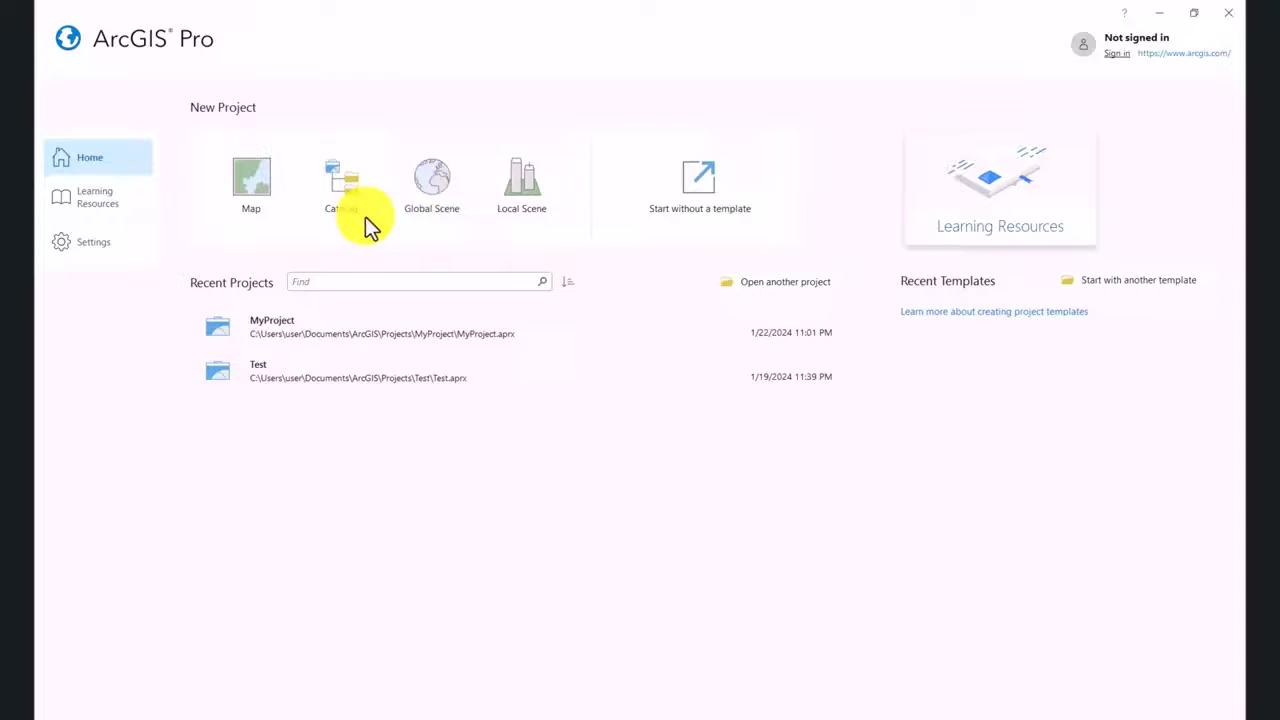 ?
ArcGIS® Pro
Not signed in
Sign in https://www.arcgis.com/
New Project
Home
Learning
Resources
Settings
Map
Catalog
Global Scene
Local Scene
Start without a template
Learning Resources
Recent Projects
Find
Open another project
MyProject
C:\Users\user\Documents\ArcGIS\Projects\MyProject\MyProject.aprx
1/22/2024 11:01 PM
Test
C:\Users\user\Documents\ArcGIS\Projects\Test\Test.aprx
1/19/2024 11:39 PM
Recent Templates
Start with another template
Learn more about creating project templates